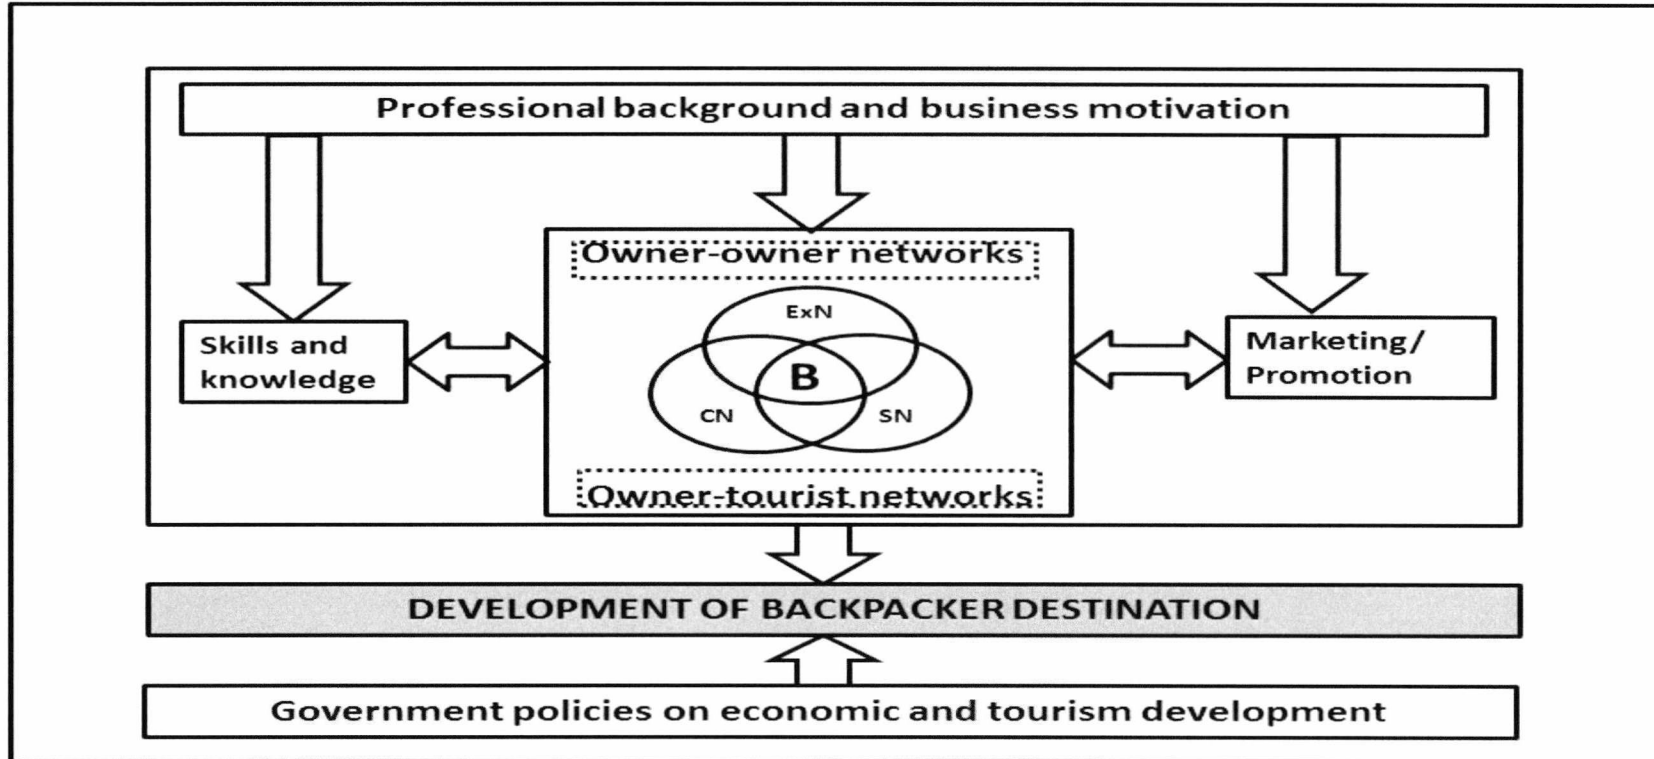 Professional background and business motivation
Owner-owner networks
ExN
Skills and
knowledge
B
Marketing/
Promotion
CN
SN
Owner-tourist networks
DEVELOPMENT OF BACKPACKER DESTINATION
Government policies on economic and tourism development